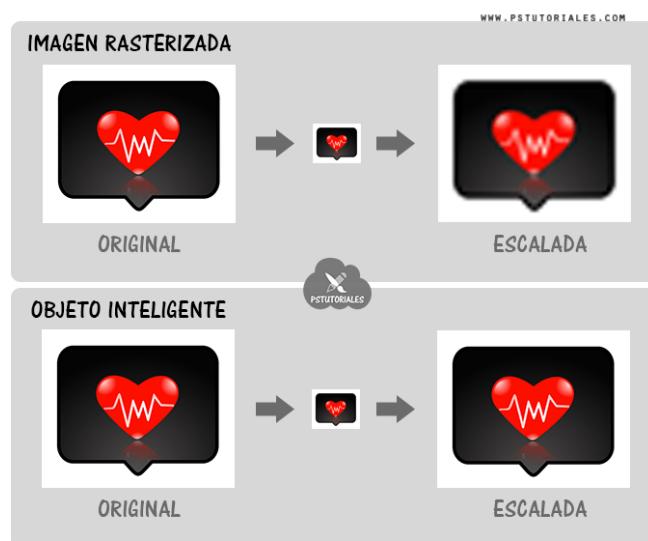 WWW.PSTUTORIALES.COM
IMAGEN RASTERIZADA
ORIGINAL
ESCALADA
PSTUTORIALES
OBJETO INTELIGENTE
ORIGINAL
ESCALADA